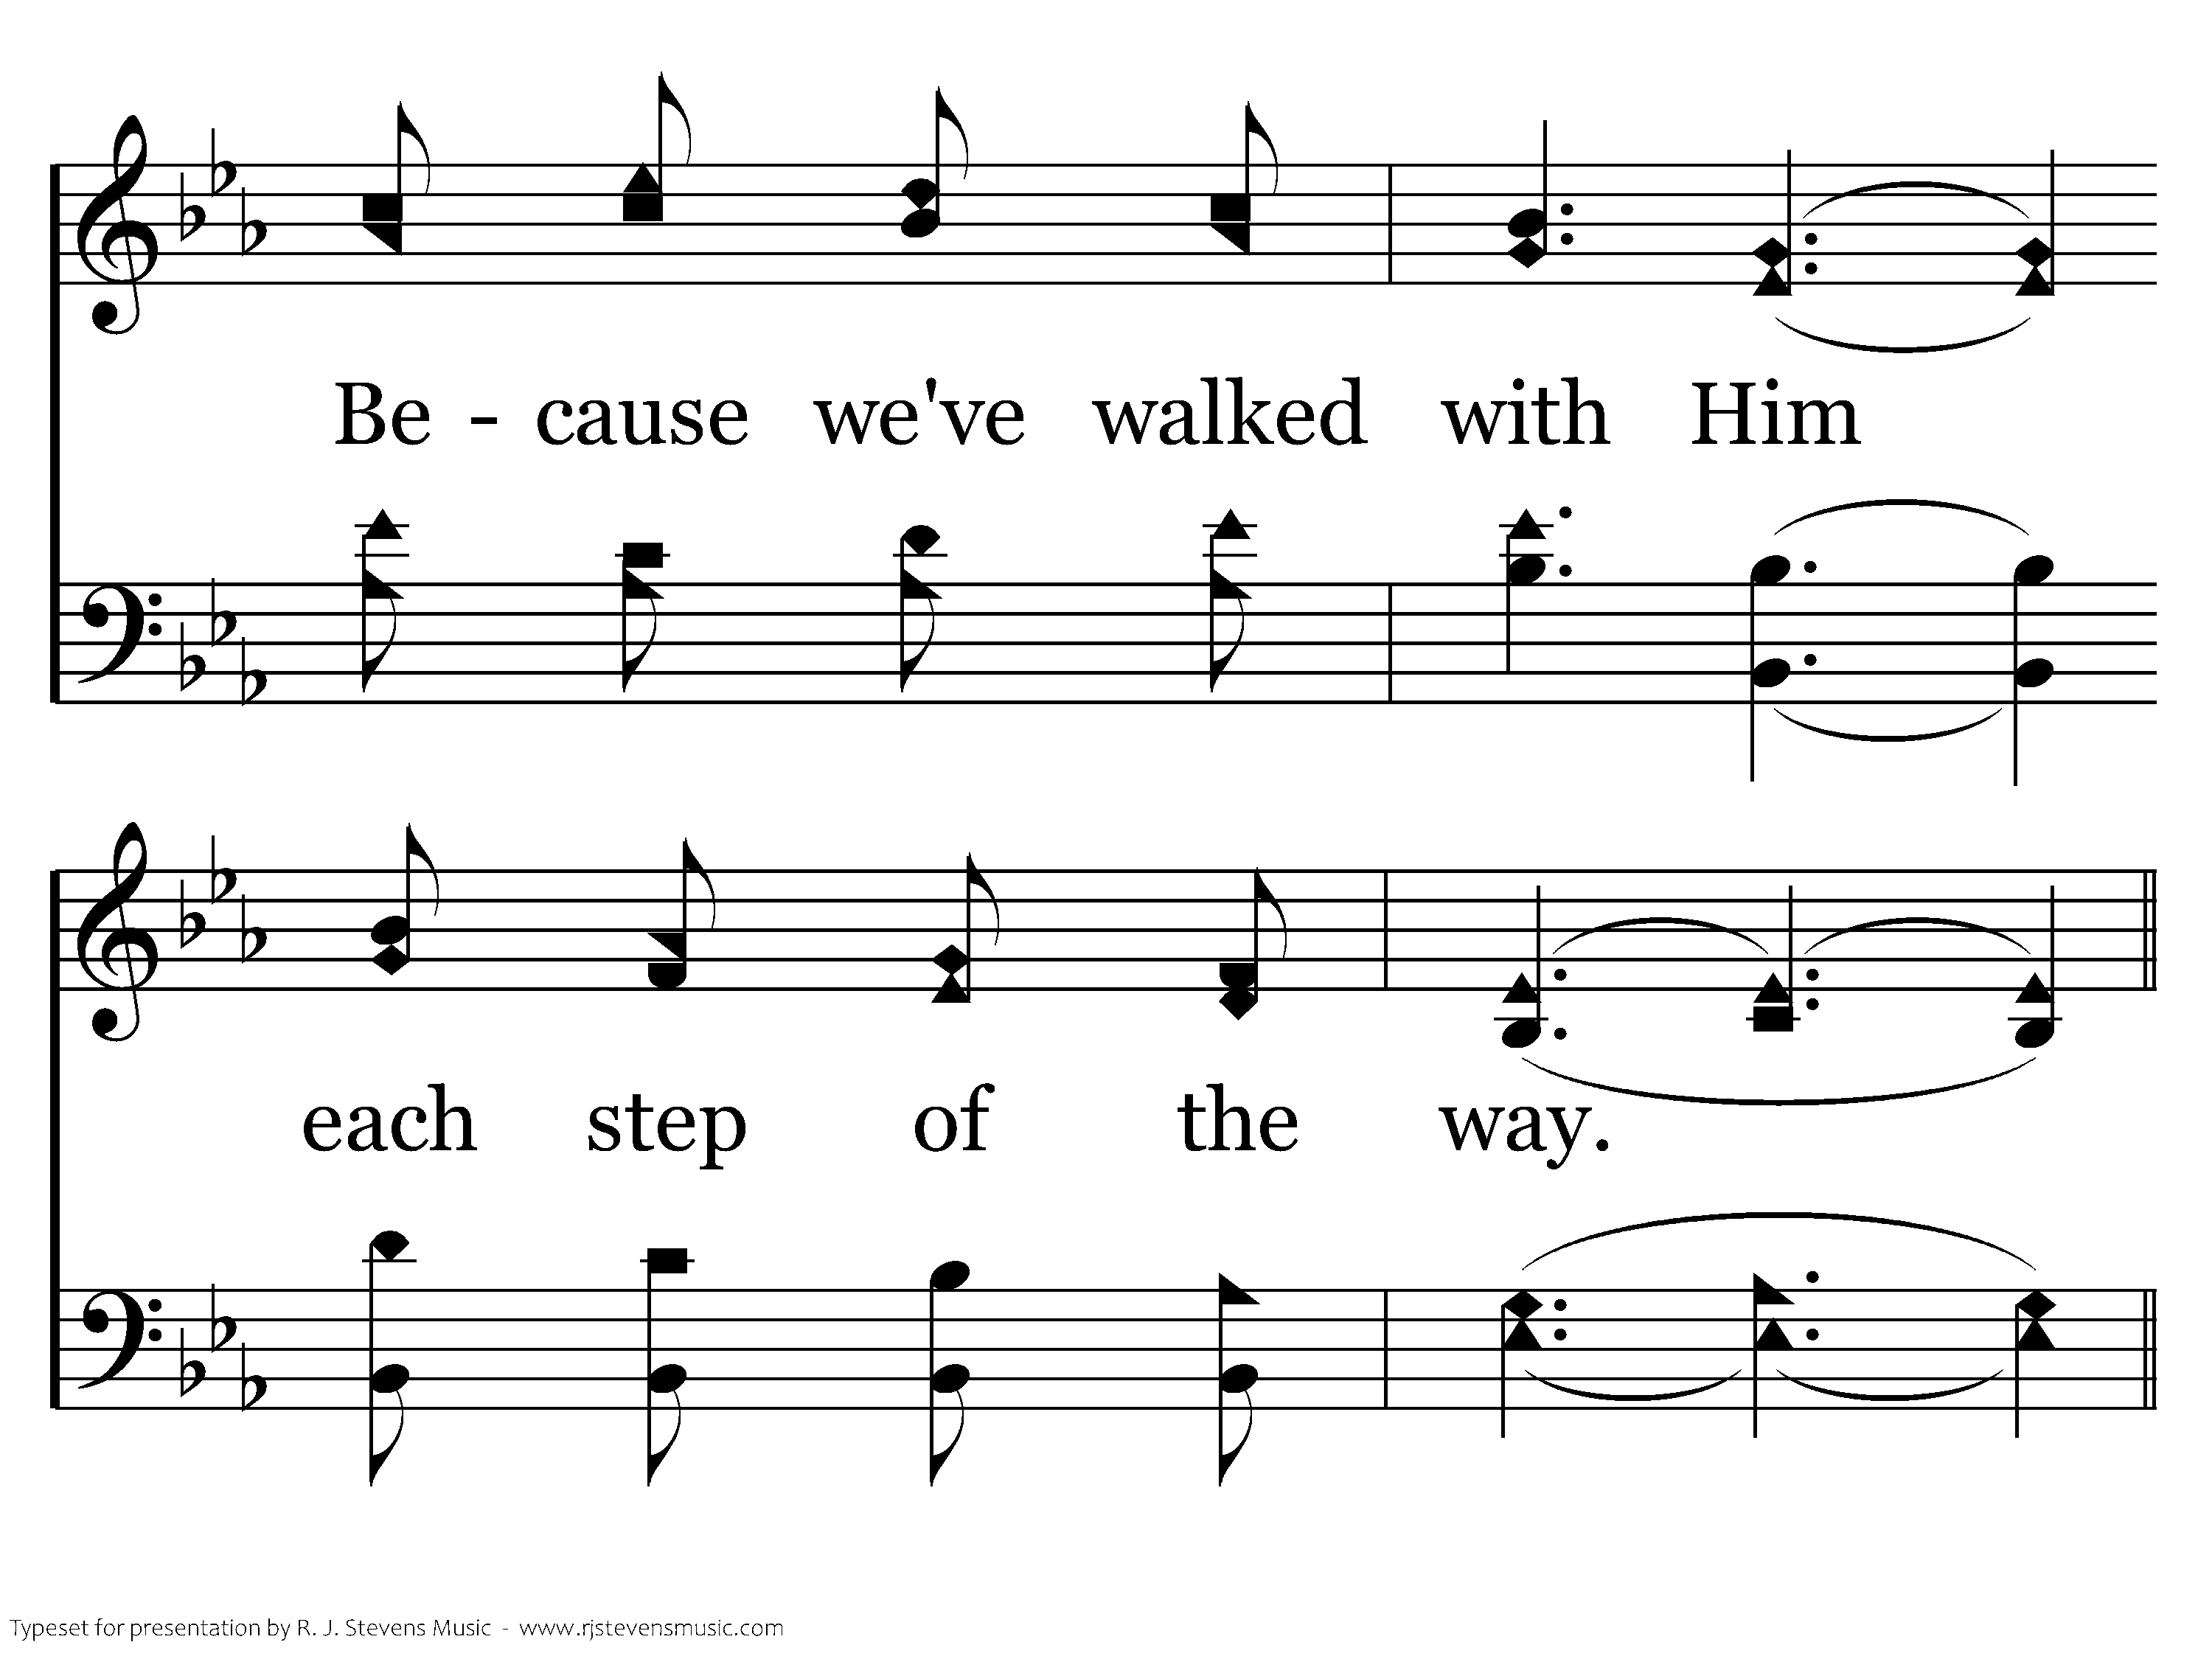 Be - cause we've walked with Him
each step of the way.
Typeset for presentation by R. J. Stevens Music - www.rjstevensmusic.com